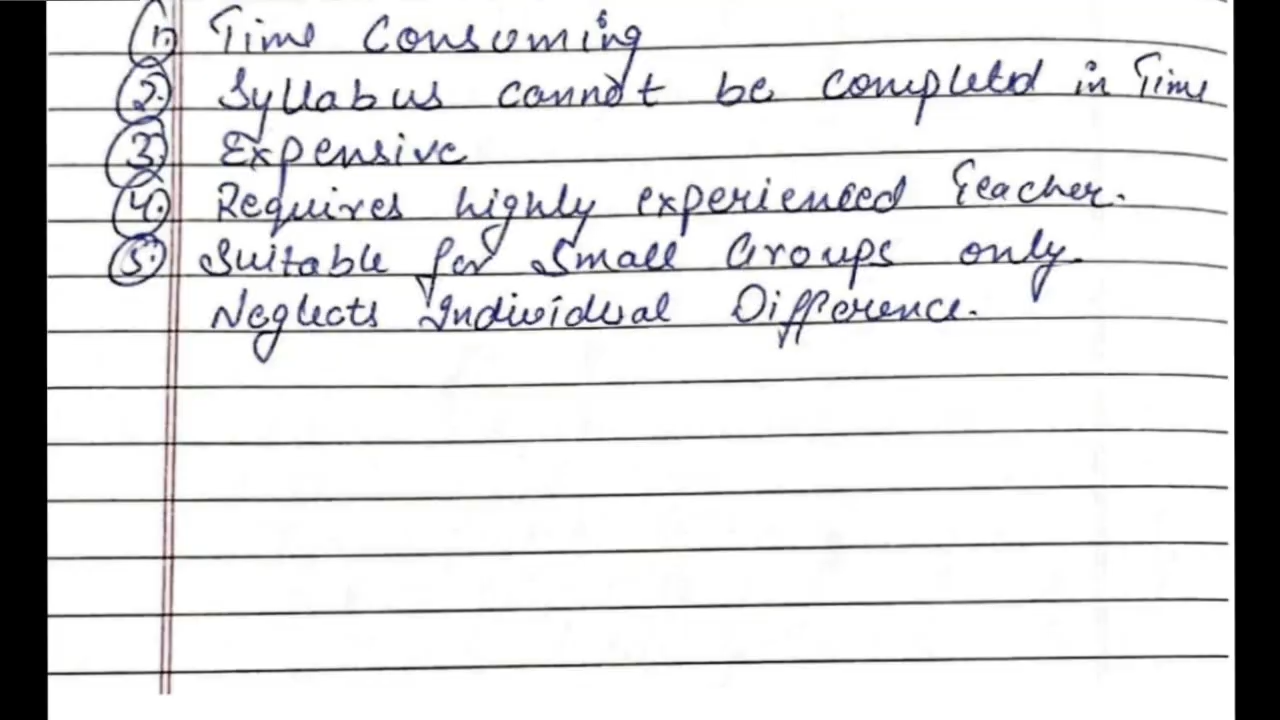 1. Time Consuming
2. Syllabus cannot be completd in Time
3. Expensive
4. Requires highly experienced Teacher.
5. Suitable for Small Groups only.
Neglects Individual Difference.